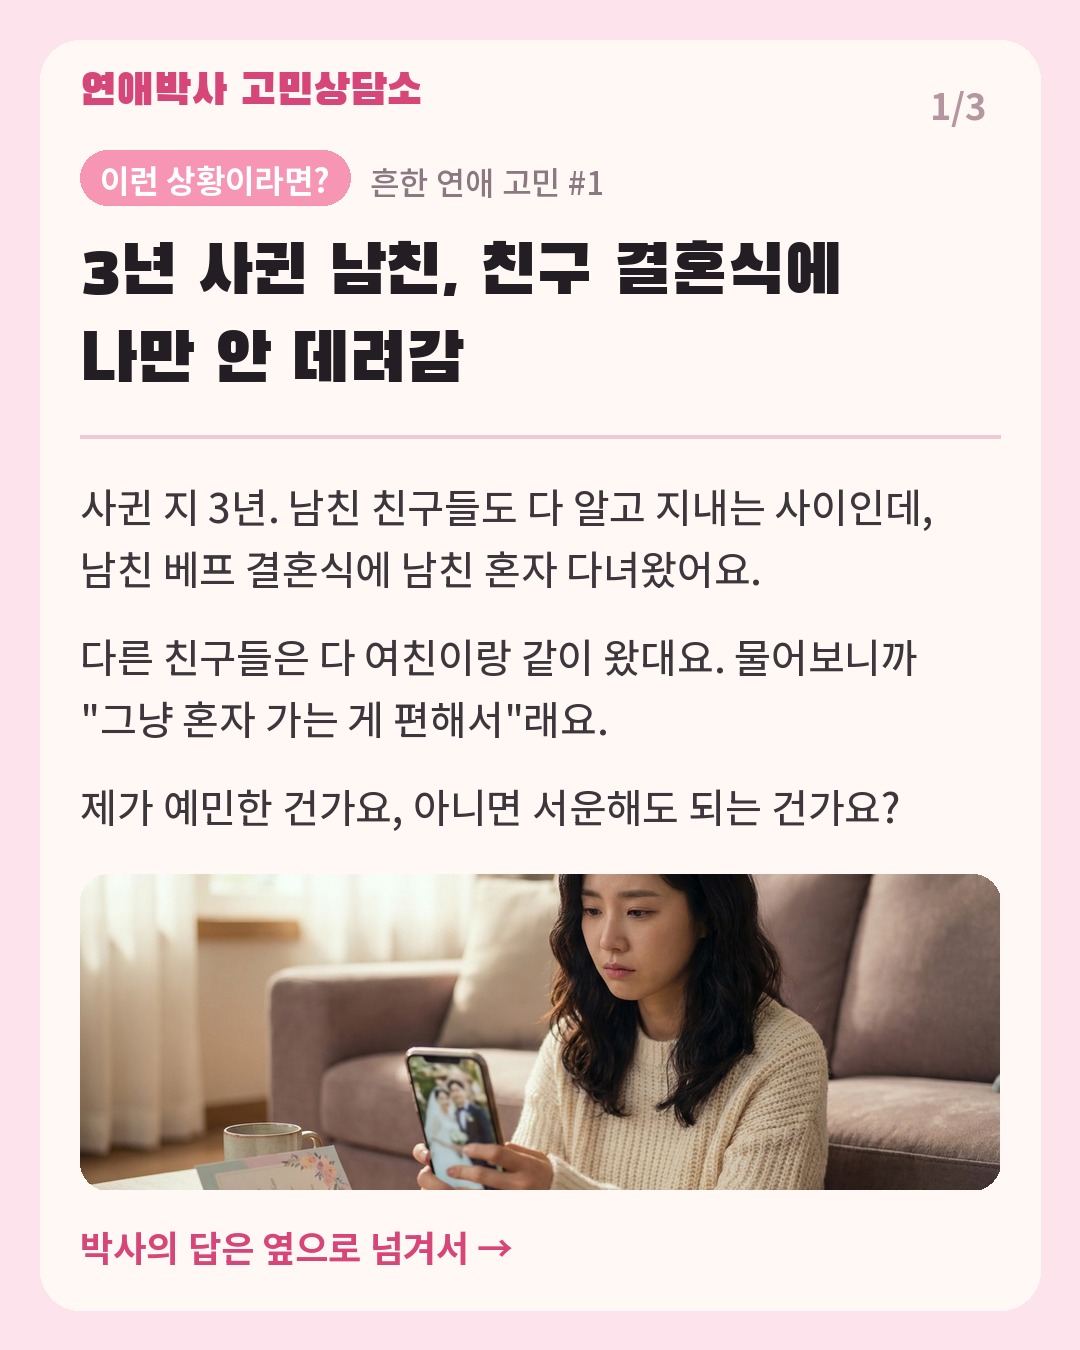 연애박사 고민상담소
1/3
이런 상황이라면? 흔한 연애 고민 #1
3년 사귄 남친, 친구 결혼식에
나만 안 데려감
사귄 지 3년. 남친 친구들도 다 알고 지내는 사이인데,
남친 베프 결혼식에 남친 혼자 다녀왔어요.
다른 친구들은 다 여친이랑 같이 왔대요. 물어보니까
"그냥 혼자 가는 게 편해서"래요.
제가 예민한 건가요, 아니면 서운해도 되는 건가요?
박사의 답은 옆으로 넘겨서 →